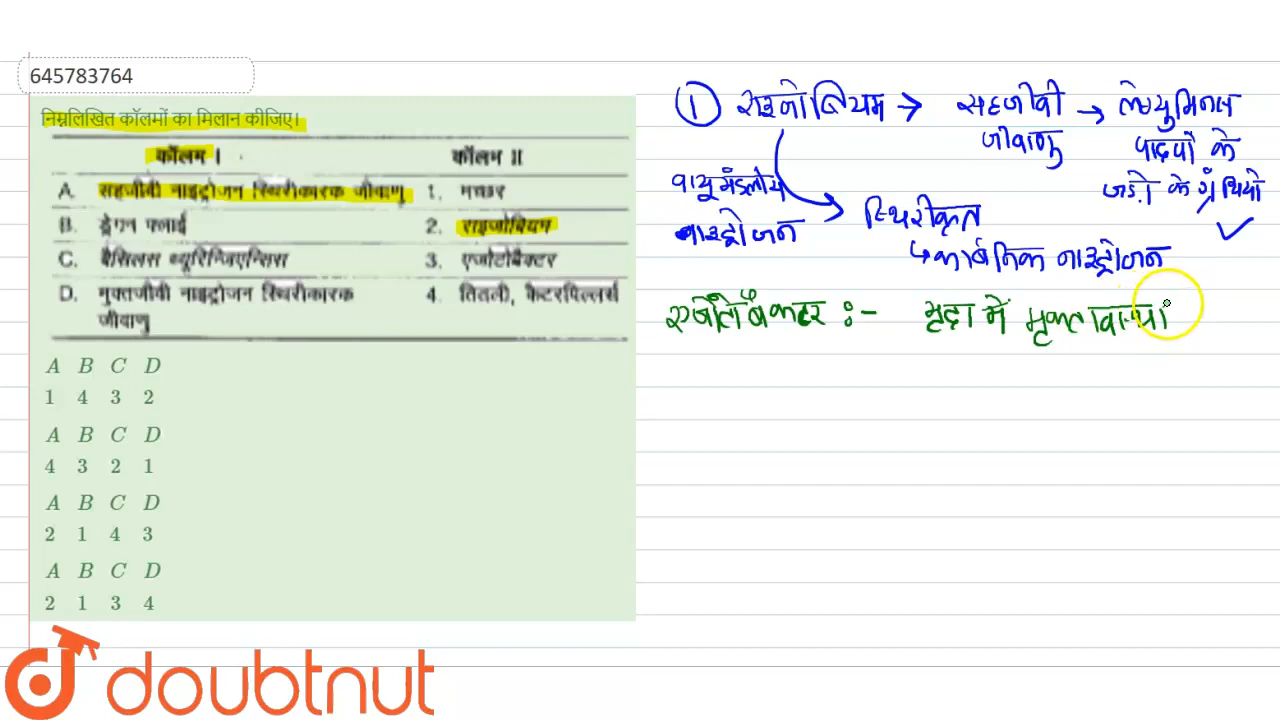 645783764
निम्नलिखित कॉलमों का मिलान कीजिए।
कॉलम I कॉलम II
A. सहजीवी नाइट्रोजन स्थिरीकारक जीवाणु 1. मच्छर
B. ड्रैगन फ्लाई 2. राइजोबियम
C. बैसिलस थ्यूरिन्जिएन्सिस 3. एजोटोबैक्टर
D. मुक्तजीवी नाइट्रोजन स्थिरीकारक जीवाणु 4. तितली, कैटरपिलर्स
A B C D
1 4 3 2
A B C D
4 3 2 1
A B C D
2 1 4 3
A B C D
2 1 3 4
doubtnut
1 राइजोबियम → सहजीवी → लेग्युमिनस
जीवाणु पादपों के
वायुमंडलीय जड़ो के ग्रंथियो
नाइट्रोजन स्थिरीकृत
कार्बनिक नाइट्रोजन
एजोटोबैक्टर :- मृदा में